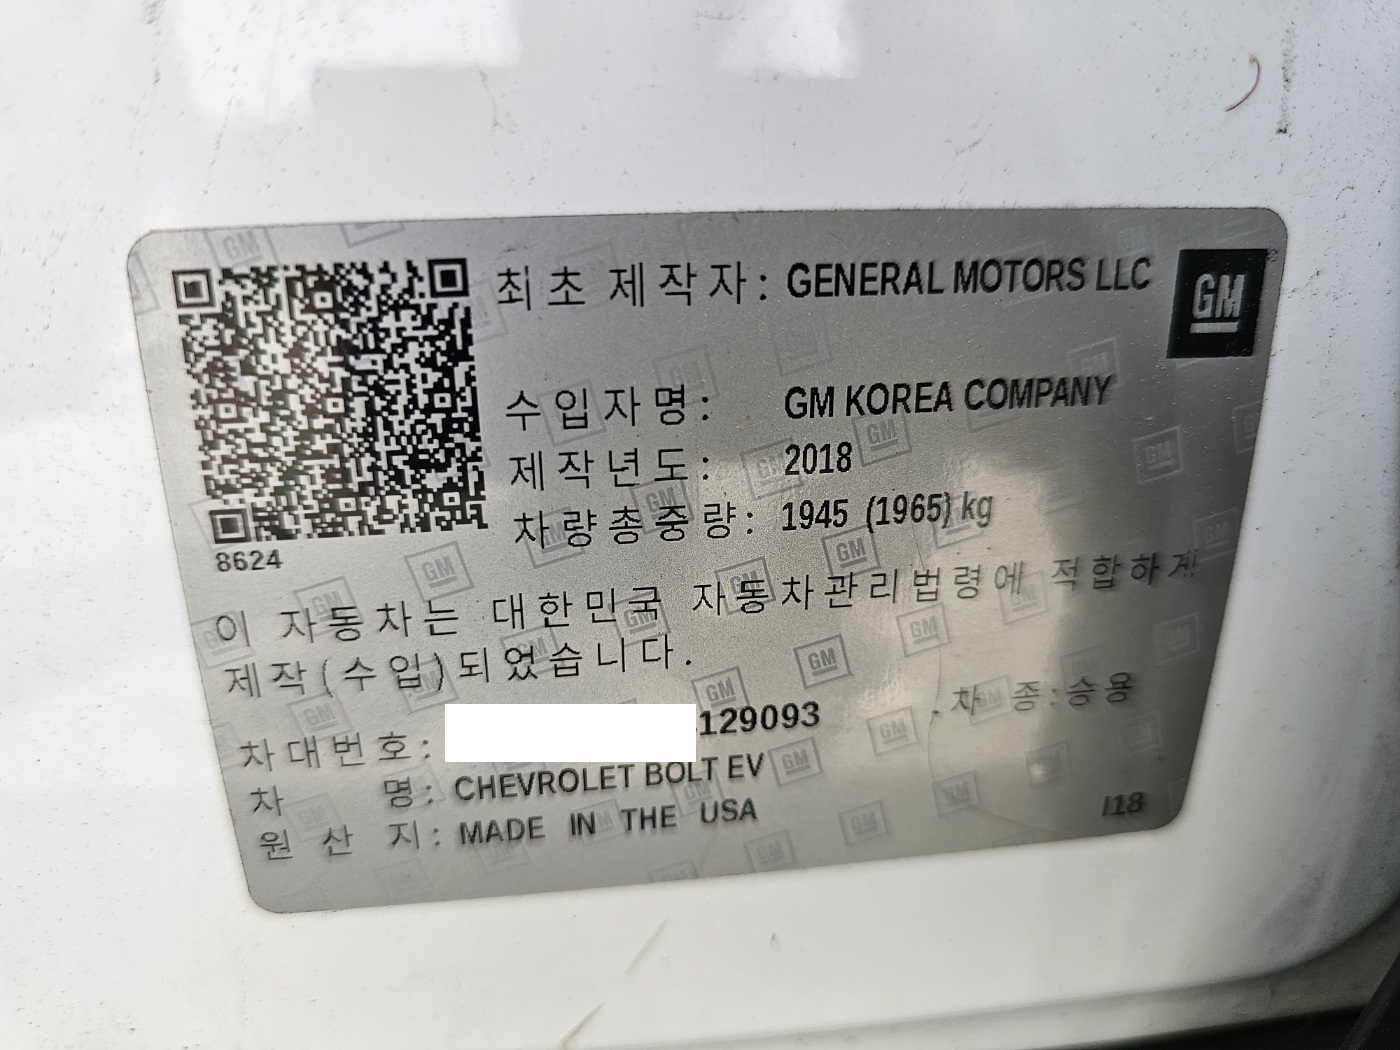 최초 제작자: GENERAL MOTORS LLC
GM
수입자명: GM KOREA COMPANY
제작년도: 2018
차량총중량: 1945 (1965) kg
8624
이 자동차는 대한민국 자동차관리법령에 적합하게
제작(수입)되었습니다.
차대번호: 129093 차 종:승용
차 명: CHEVROLET BOLT EV
원 산 지: MADE IN THE USA
I18